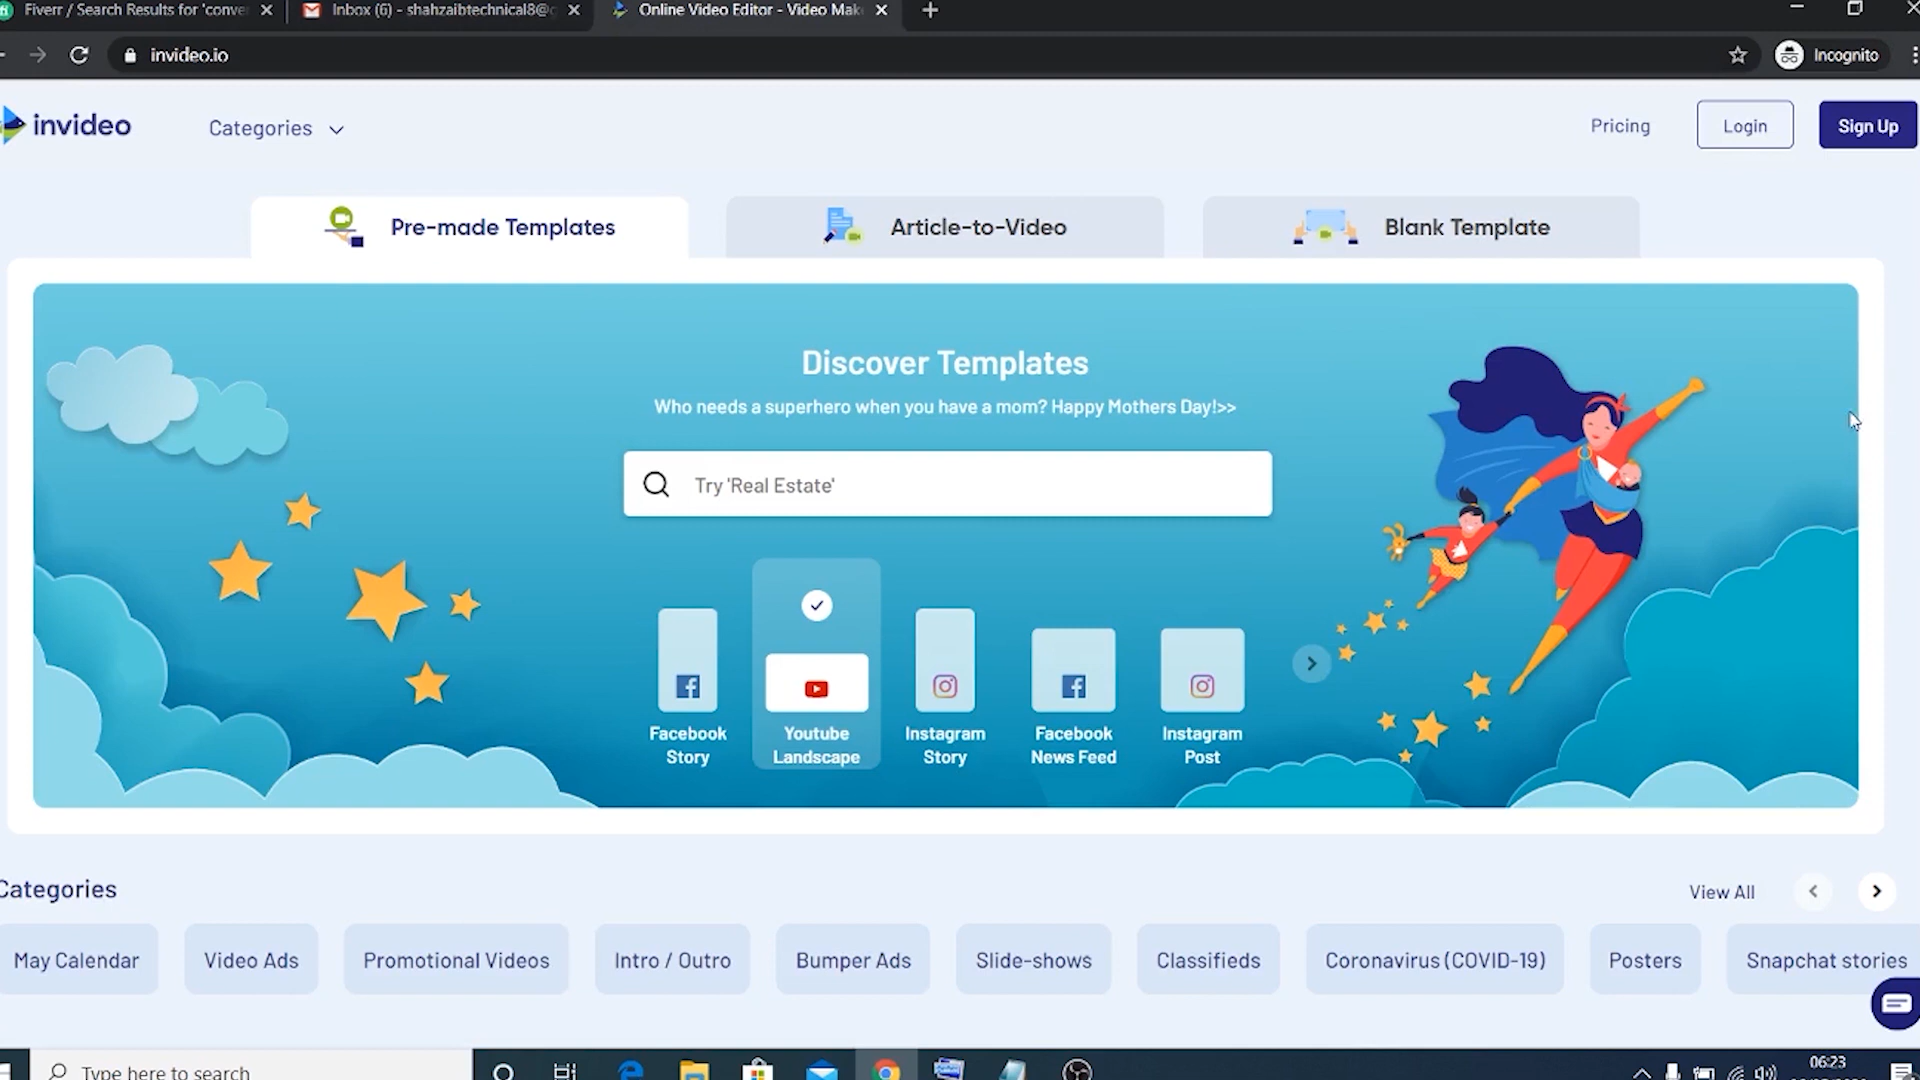 Fiverr / Search Results for 'conver
Inbox (6) - shahzaibtechnical8@g
Online Video Editor - Video Mak
invideo.io
Incognito
invideo
Categories
Pricing
Login
Sign Up
Pre-made Templates
Article-to-Video
Blank Template
Discover Templates
Who needs a superhero when you have a mom? Happy Mothers Day!>>
Try 'Real Estate'
Facebook Story
Youtube Landscape
Instagram Story
Facebook News Feed
Instagram Post
Categories
View All
May Calendar
Video Ads
Promotional Videos
Intro / Outro
Bumper Ads
Slide-shows
Classifieds
Coronavirus (COVID-19)
Posters
Snapchat stories
Type here to search
06:23